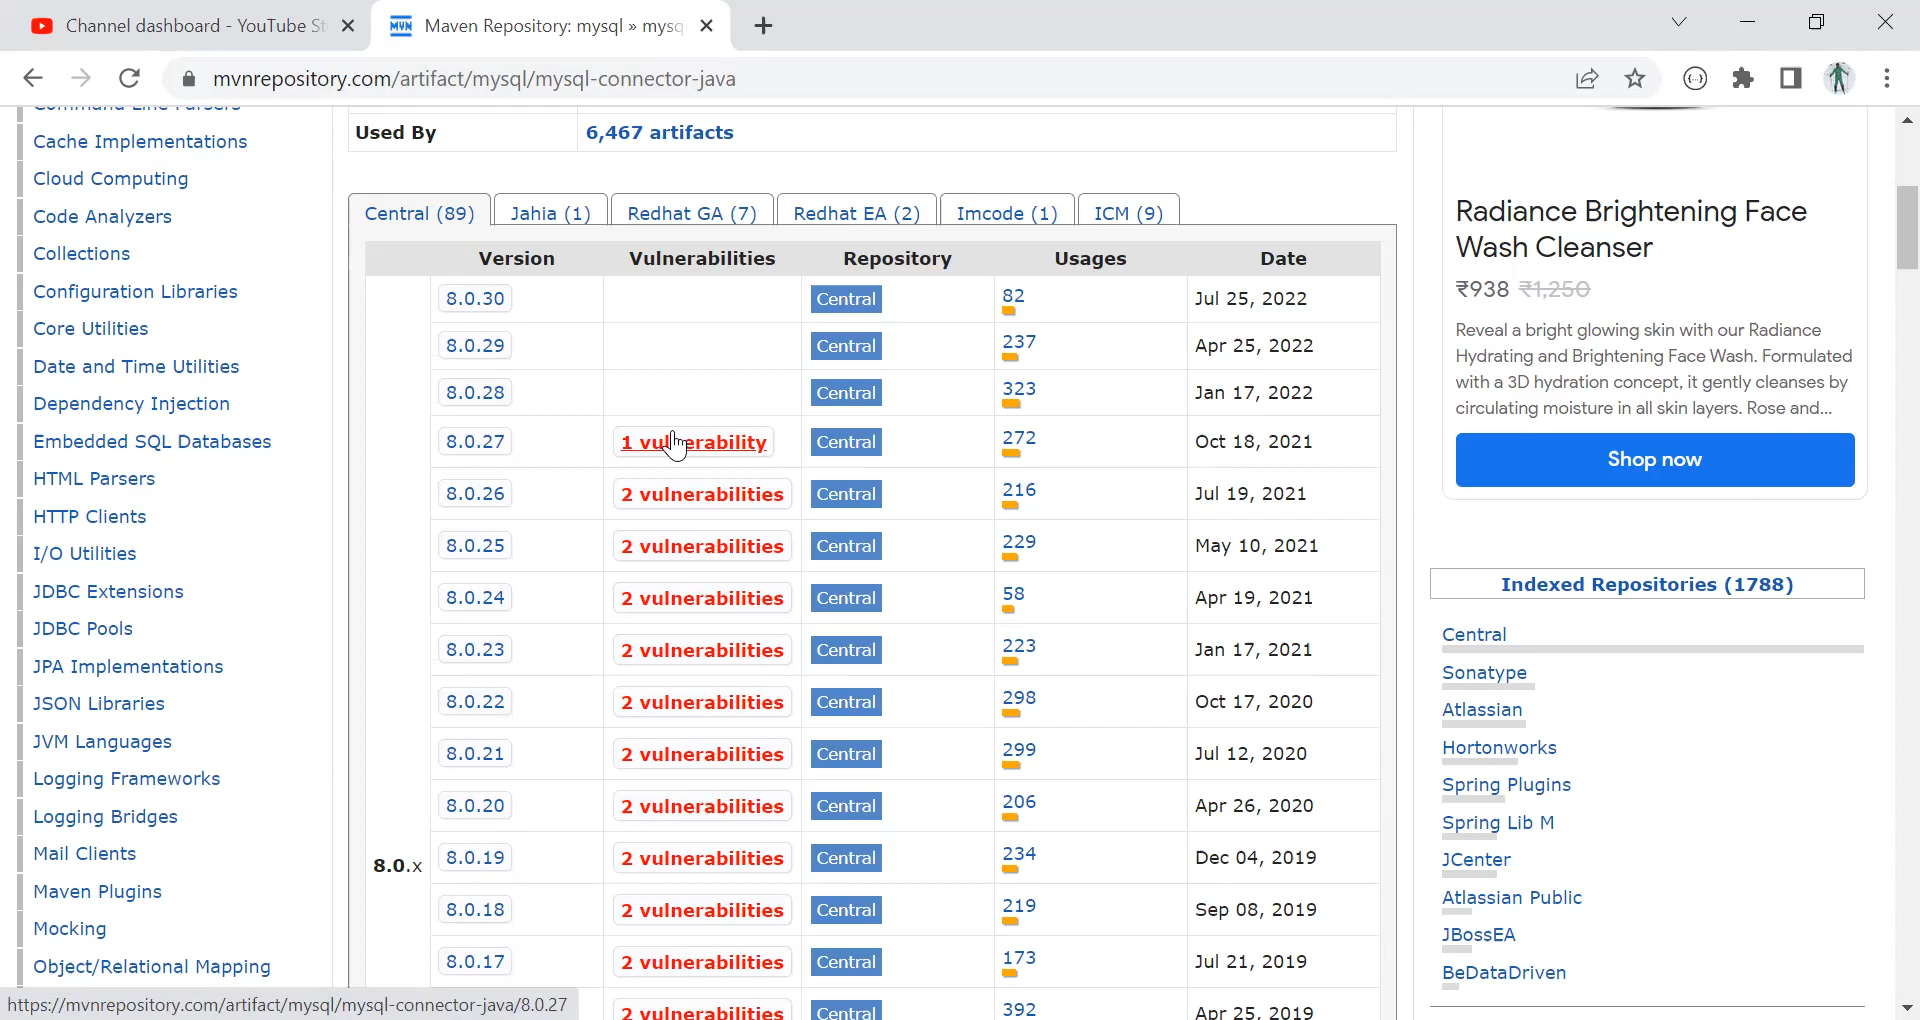 Channel dashboard - YouTube St
Maven Repository: mysql » mysq
mvnrepository.com/artifact/mysql/mysql-connector-java
Command Line Parsers
Cache Implementations
Cloud Computing
Code Analyzers
Collections
Configuration Libraries
Core Utilities
Date and Time Utilities
Dependency Injection
Embedded SQL Databases
HTML Parsers
HTTP Clients
I/O Utilities
JDBC Extensions
JDBC Pools
JPA Implementations
JSON Libraries
JVM Languages
Logging Frameworks
Logging Bridges
Mail Clients
Maven Plugins
Mocking
Object/Relational Mapping
Used By 6,467 artifacts
Central (89) Jahia (1) Redhat GA (7) Redhat EA (2) Imcode (1) ICM (9)
Version Vulnerabilities Repository Usages Date
8.0.30 Central 82 Jul 25, 2022
8.0.29 Central 237 Apr 25, 2022
8.0.28 Central 323 Jan 17, 2022
8.0.27 1 vulnerability Central 272 Oct 18, 2021
8.0.26 2 vulnerabilities Central 216 Jul 19, 2021
8.0.25 2 vulnerabilities Central 229 May 10, 2021
8.0.24 2 vulnerabilities Central 58 Apr 19, 2021
8.0.23 2 vulnerabilities Central 223 Jan 17, 2021
8.0.22 2 vulnerabilities Central 298 Oct 17, 2020
8.0.21 2 vulnerabilities Central 299 Jul 12, 2020
8.0.20 2 vulnerabilities Central 206 Apr 26, 2020
8.0.x 8.0.19 2 vulnerabilities Central 234 Dec 04, 2019
8.0.18 2 vulnerabilities Central 219 Sep 08, 2019
8.0.17 2 vulnerabilities Central 173 Jul 21, 2019
2 vulnerabilities Central 392 Apr 25, 2019
Radiance Brightening Face
Wash Cleanser
₹938 ₹1,250
Reveal a bright glowing skin with our Radiance
Hydrating and Brightening Face Wash. Formulated
with a 3D hydration concept, it gently cleanses by
circulating moisture in all skin layers. Rose and...
Shop now
Indexed Repositories (1788)
Central
Sonatype
Atlassian
Hortonworks
Spring Plugins
Spring Lib M
JCenter
Atlassian Public
JBossEA
BeDataDriven
https://mvnrepository.com/artifact/mysql/mysql-connector-java/8.0.27